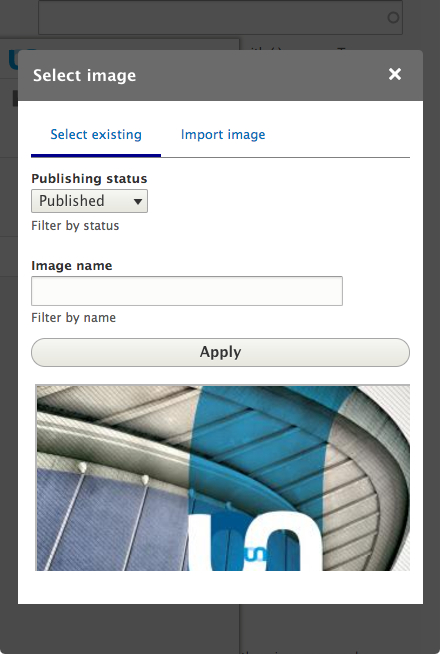 Select image
Select existing
Import image
Publishing status
Published
Filter by status
Image name
Filter by name
Apply